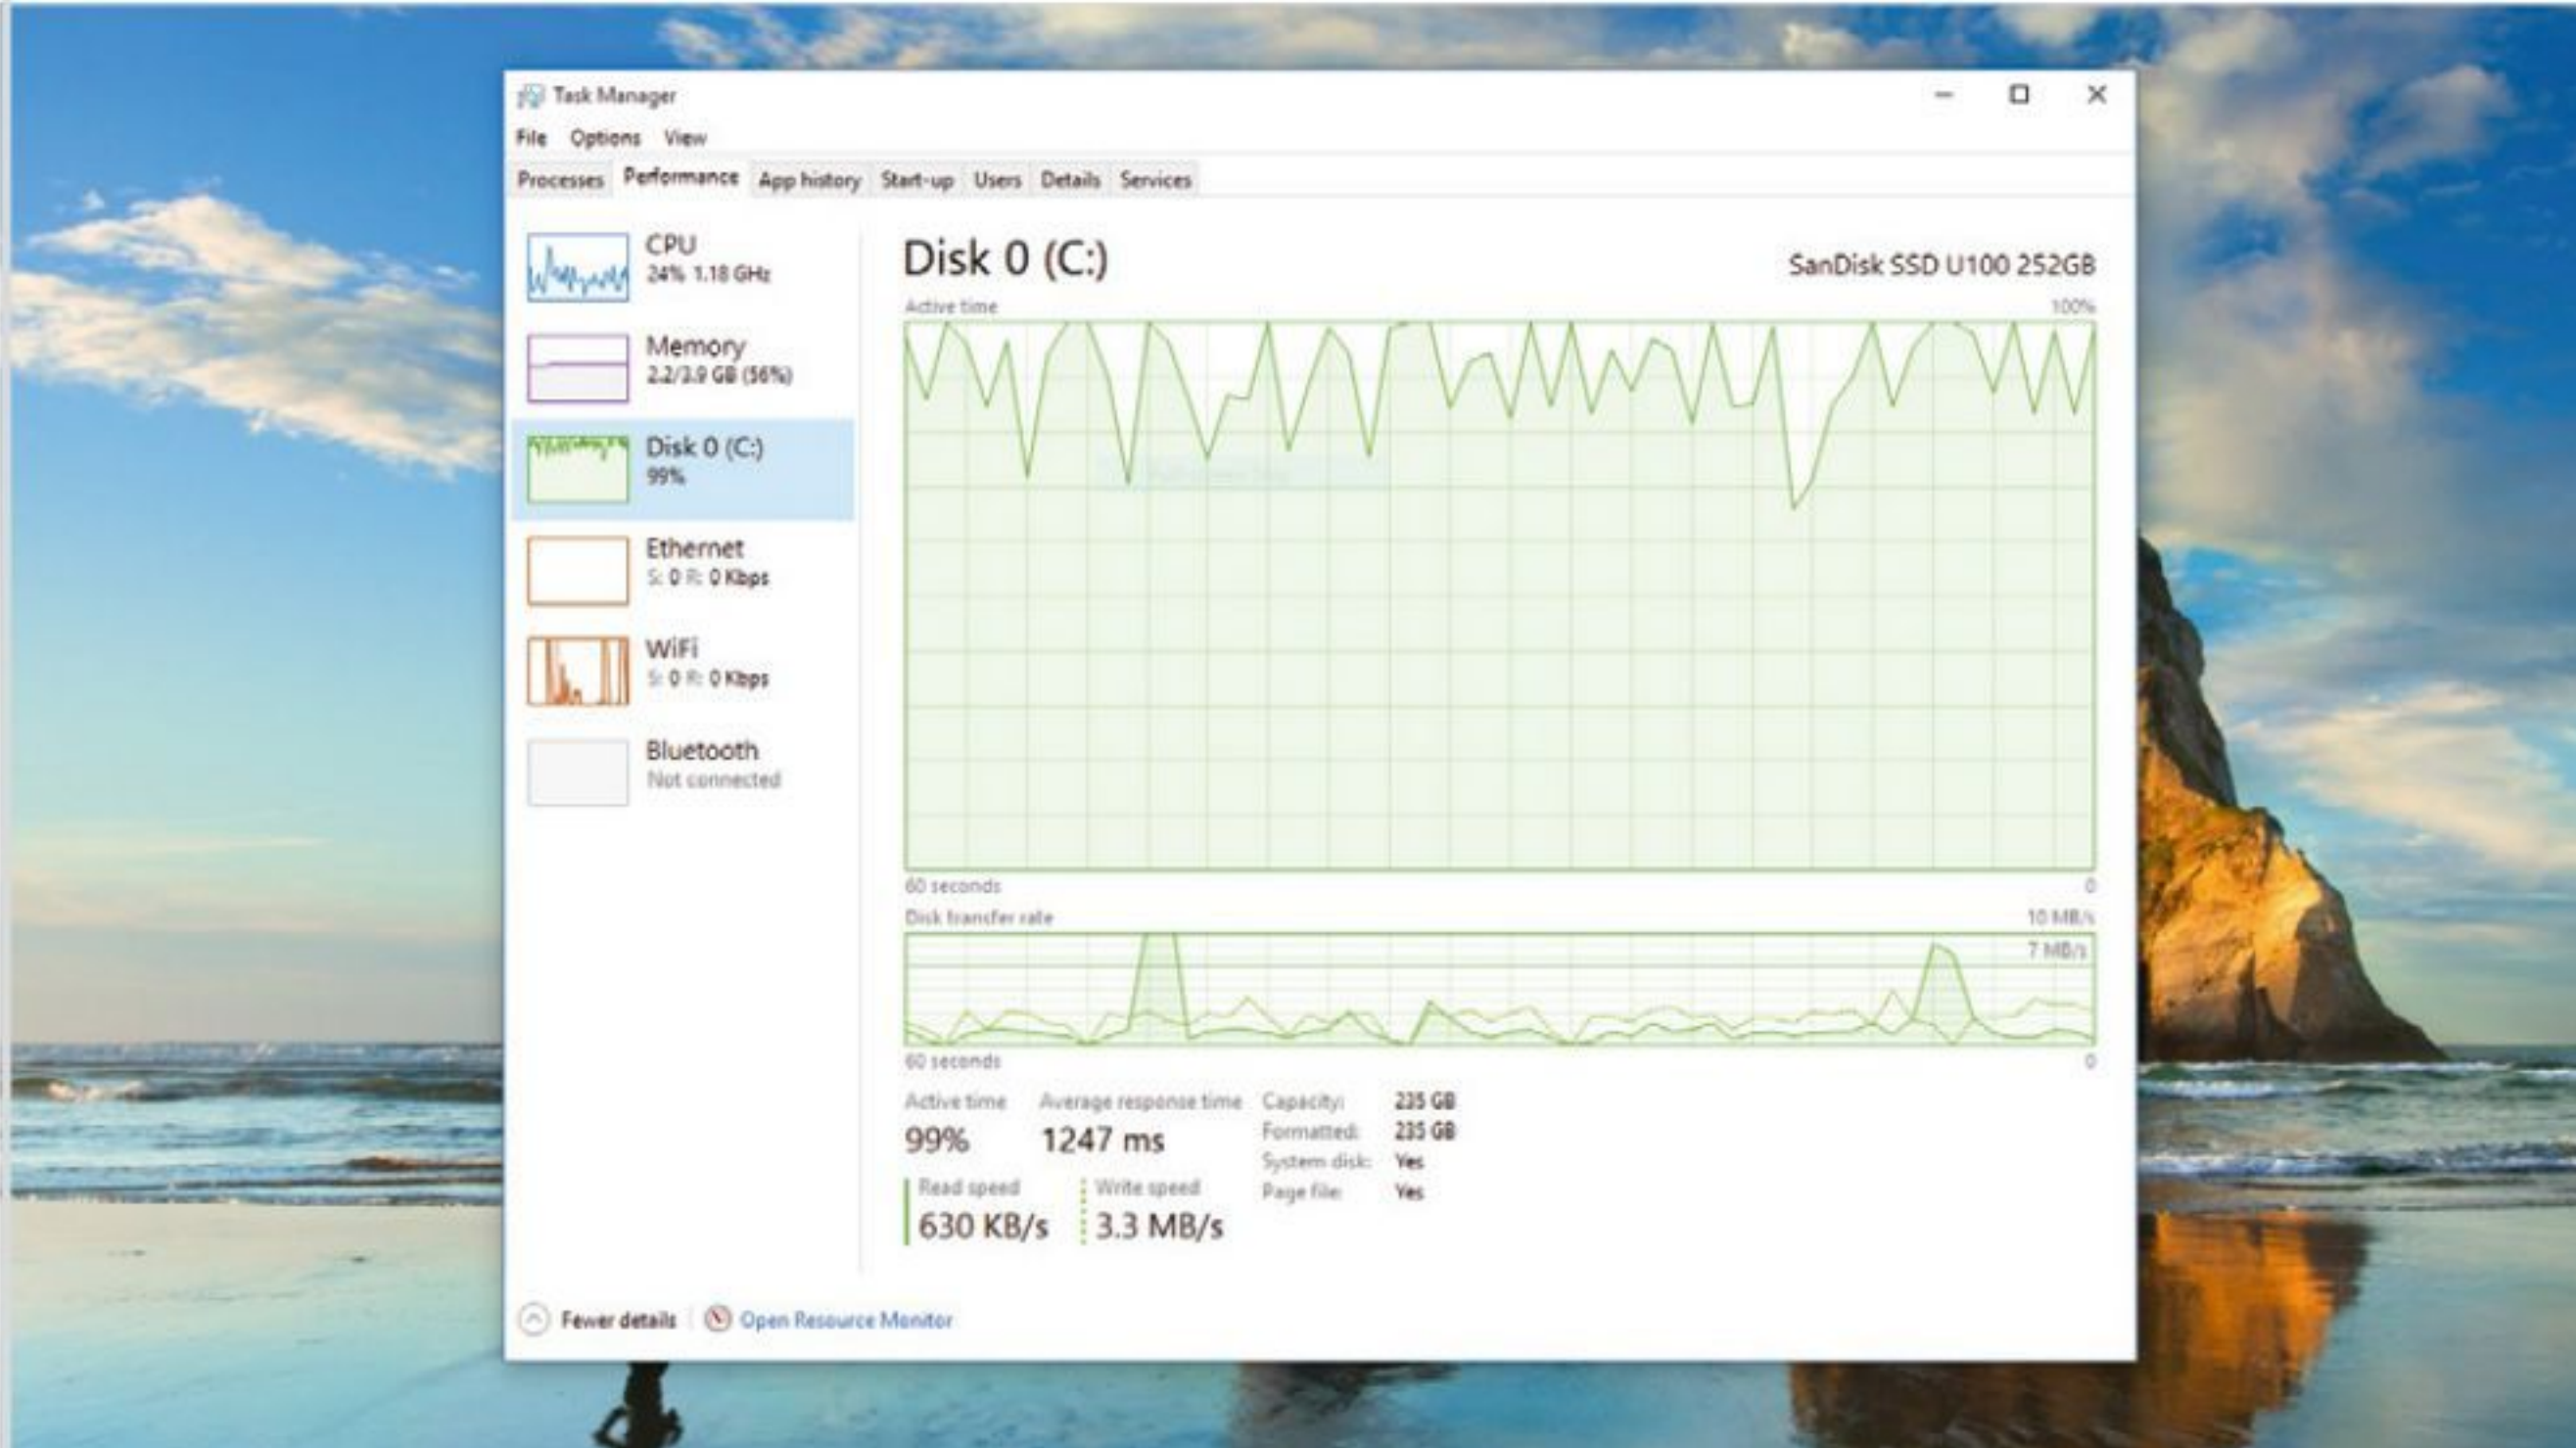 Task Manager
File Options View
Processes Performance App history Start-up Users Details Services
CPU
24% 1.18 GHz
Memory
2.2/3.9 GB (56%)
Disk 0 (C:)
99%
Ethernet
S: 0 R: 0 Kbps
WiFi
S: 0 R: 0 Kbps
Bluetooth
Not connected
Disk 0 (C:) SanDisk SSD U100 252GB
Active time 100%
60 seconds 0
Disk transfer rate 10 MB/s
7 MB/s
60 seconds 0
Active time Average response time
99% 1247 ms
Read speed Write speed
630 KB/s 3.3 MB/s
Capacity: 235 GB
Formatted: 235 GB
System disk: Yes
Page file: Yes
Fewer details Open Resource Monitor